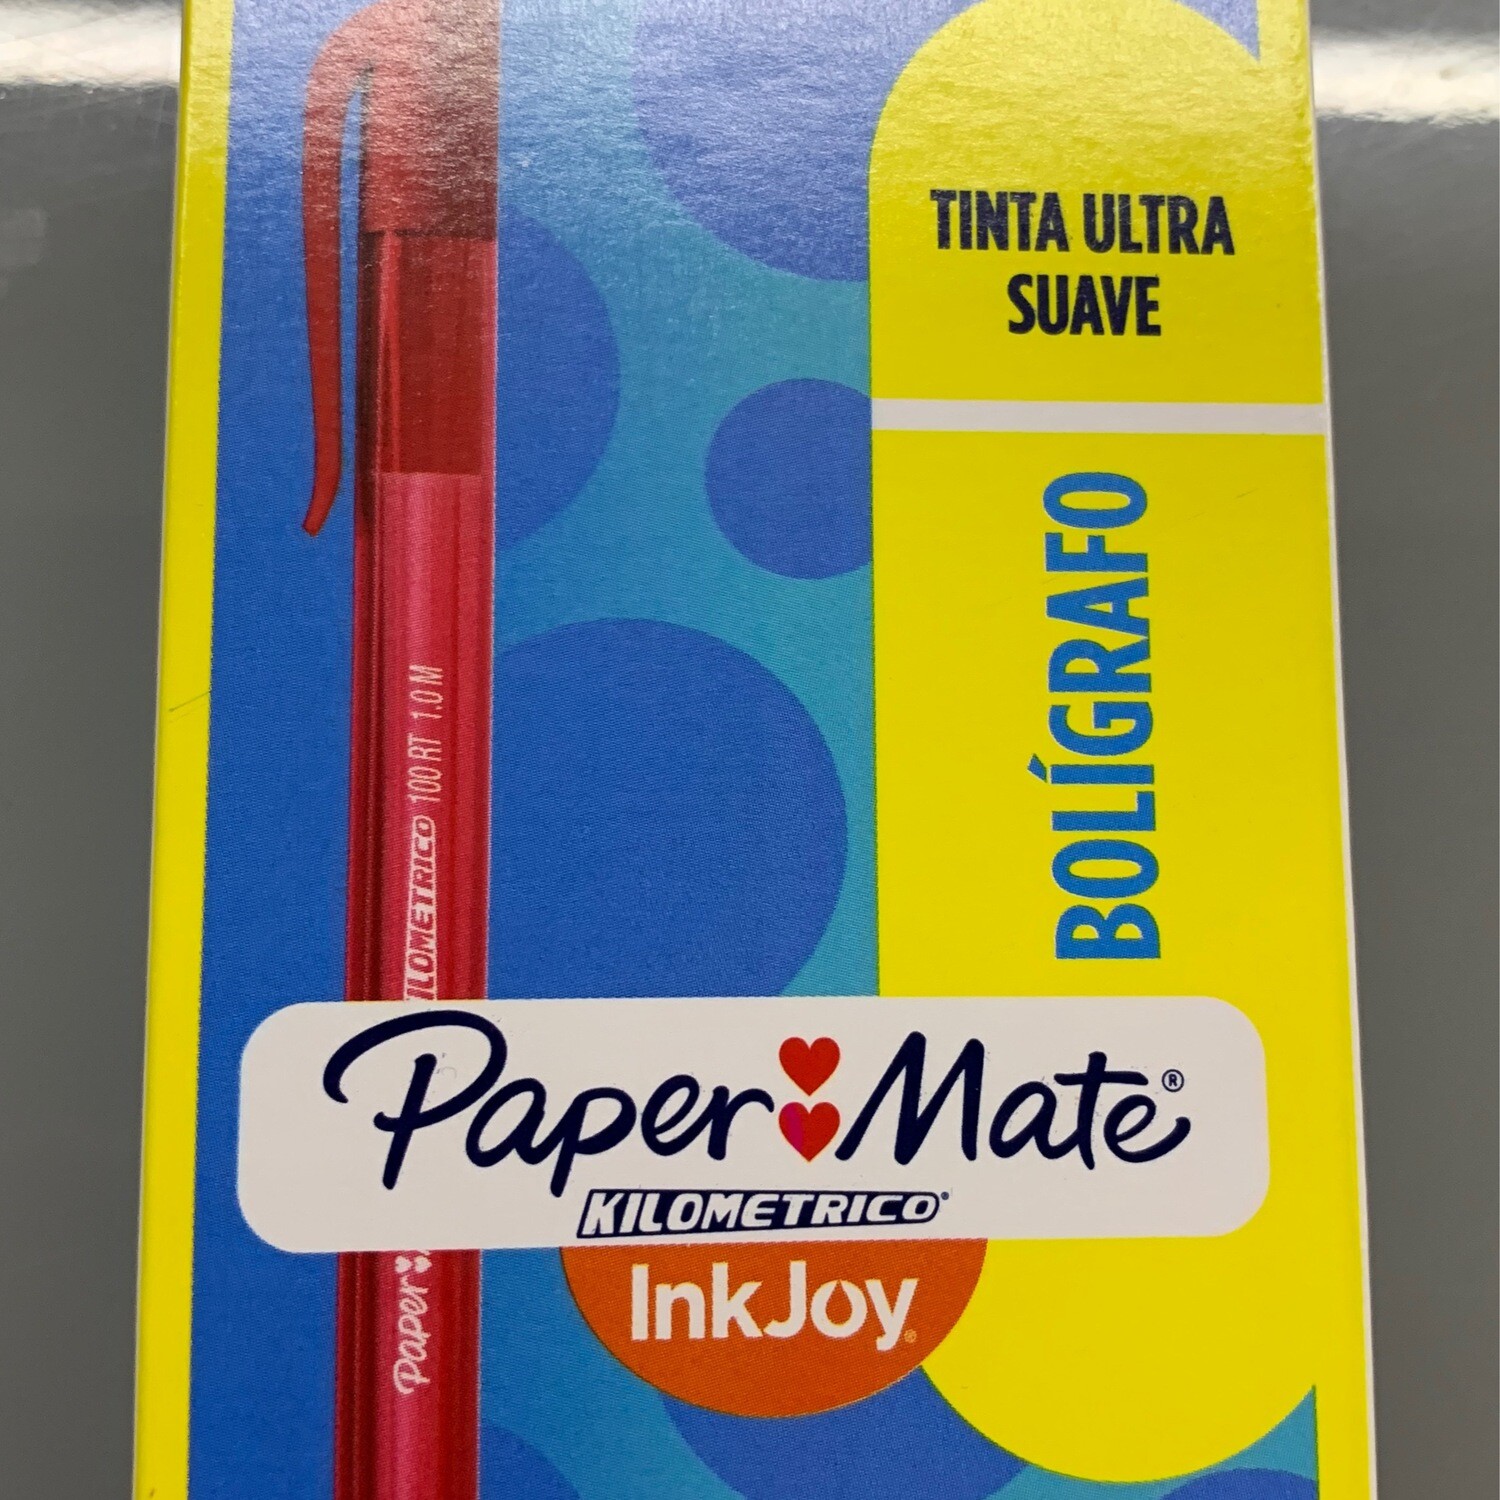 TINTA ULTRA
SUAVE
BOLÍGRAFO
KILOMETRICO 100 RT 1.0 M
Paper Mate®
KILOMETRICO®
InkJoy®
Paper